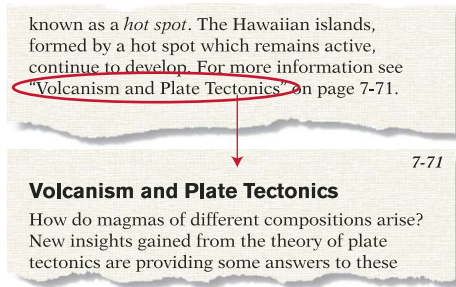 known as a hot spot. The Hawaiian islands,
formed by a hot spot which remains active,
continue to develop. For more information see
"Volcanism and Plate Tectonics" on page 7-71.
7-71
Volcanism and Plate Tectonics
How do magmas of different compositions arise?
New insights gained from the theory of plate
tectonics are providing some answers to these